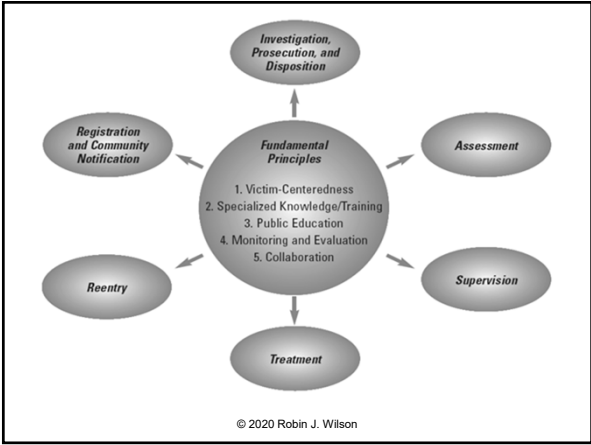 Investigation,
Prosecution, and
Disposition
Registration
and Community
Notification
Fundamental
Principles
Assessment
1. Victim-Centeredness
2. Specialized Knowledge/Training
3. Public Education
4. Monitoring and Evaluation
5. Collaboration
Reentry
Supervision
Treatment
© 2020 Robin J. Wilson